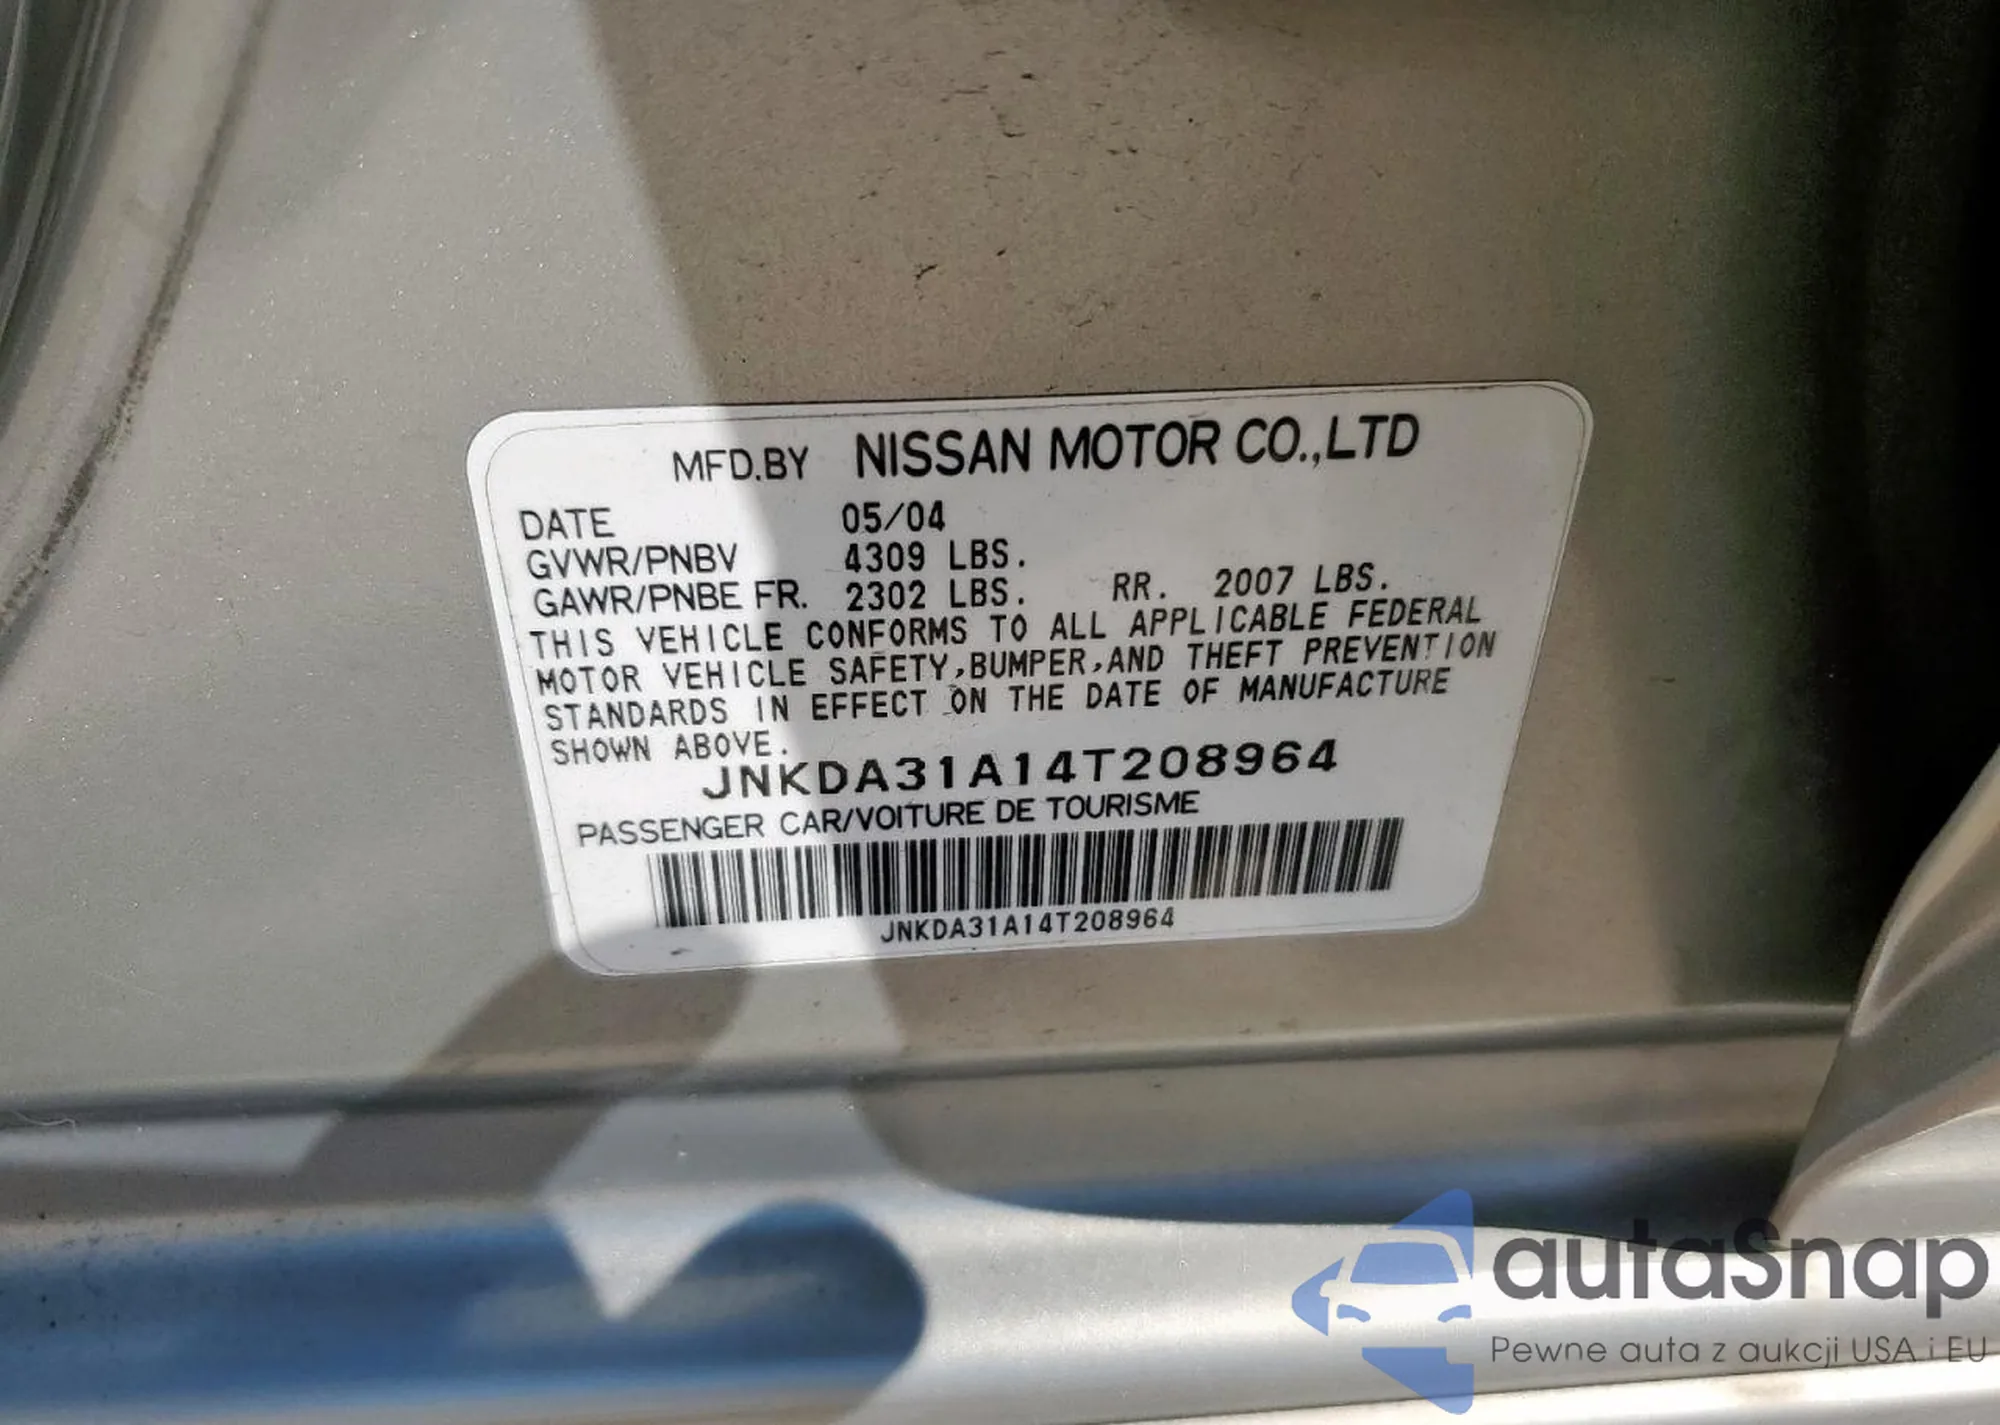 MFD.BY NISSAN MOTOR CO.,LTD
DATE 05/04
GVWR/PNBV 4309 LBS.
GAWR/PNBE FR. 2302 LBS. RR. 2007 LBS.
THIS VEHICLE CONFORMS TO ALL APPLICABLE FEDERAL
MOTOR VEHICLE SAFETY,BUMPER,AND THEFT PREVENTION
STANDARDS IN EFFECT ON THE DATE OF MANUFACTURE
SHOWN ABOVE.
JNKDA31A14T208964
PASSENGER CAR/VOITURE DE TOURISME
JNKDA31A14T208964
autaSnap
Pewne auta z aukcji USA i EU